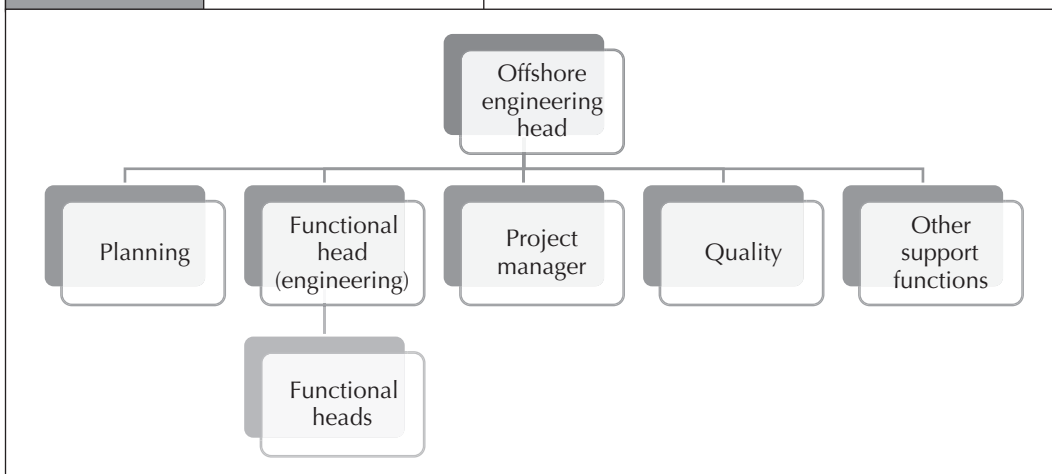 Offshore
engineering
head
Planning
Functional
head
(engineering)
Project
manager
Quality
Other
support
functions
Functional
heads